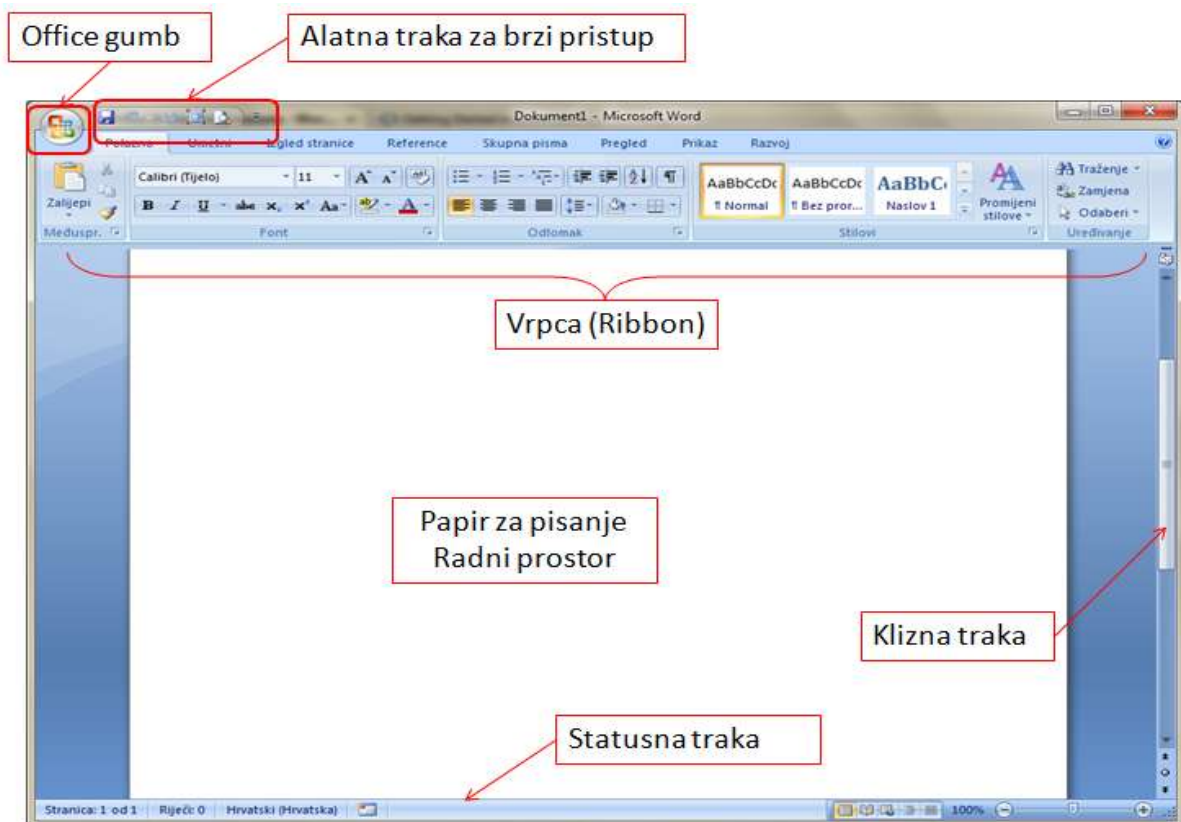 Office gumb
Alatna traka za brzi pristup
Dokument1 - Microsoft Word
Polazno Umetni Izgled stranice Reference Skupna pisma Pregled Prikaz Razvoj
Calibri (Tijelo) 11
AaBbCcDc AaBbCcDc AaBbC
Traženje
Zamjena
Odaberi
Zalijepi
¶ Normal ¶ Bez pror... Naslov 1
Promijeni
stilove
Međuspr. Font Odlomak Stilovi Uređivanje
Vrpca (Ribbon)
Papir za pisanje
Radni prostor
Klizna traka
Statusna traka
Stranica: 1 od 1 Riječi: 0 Hrvatski (Hrvatska) 100%